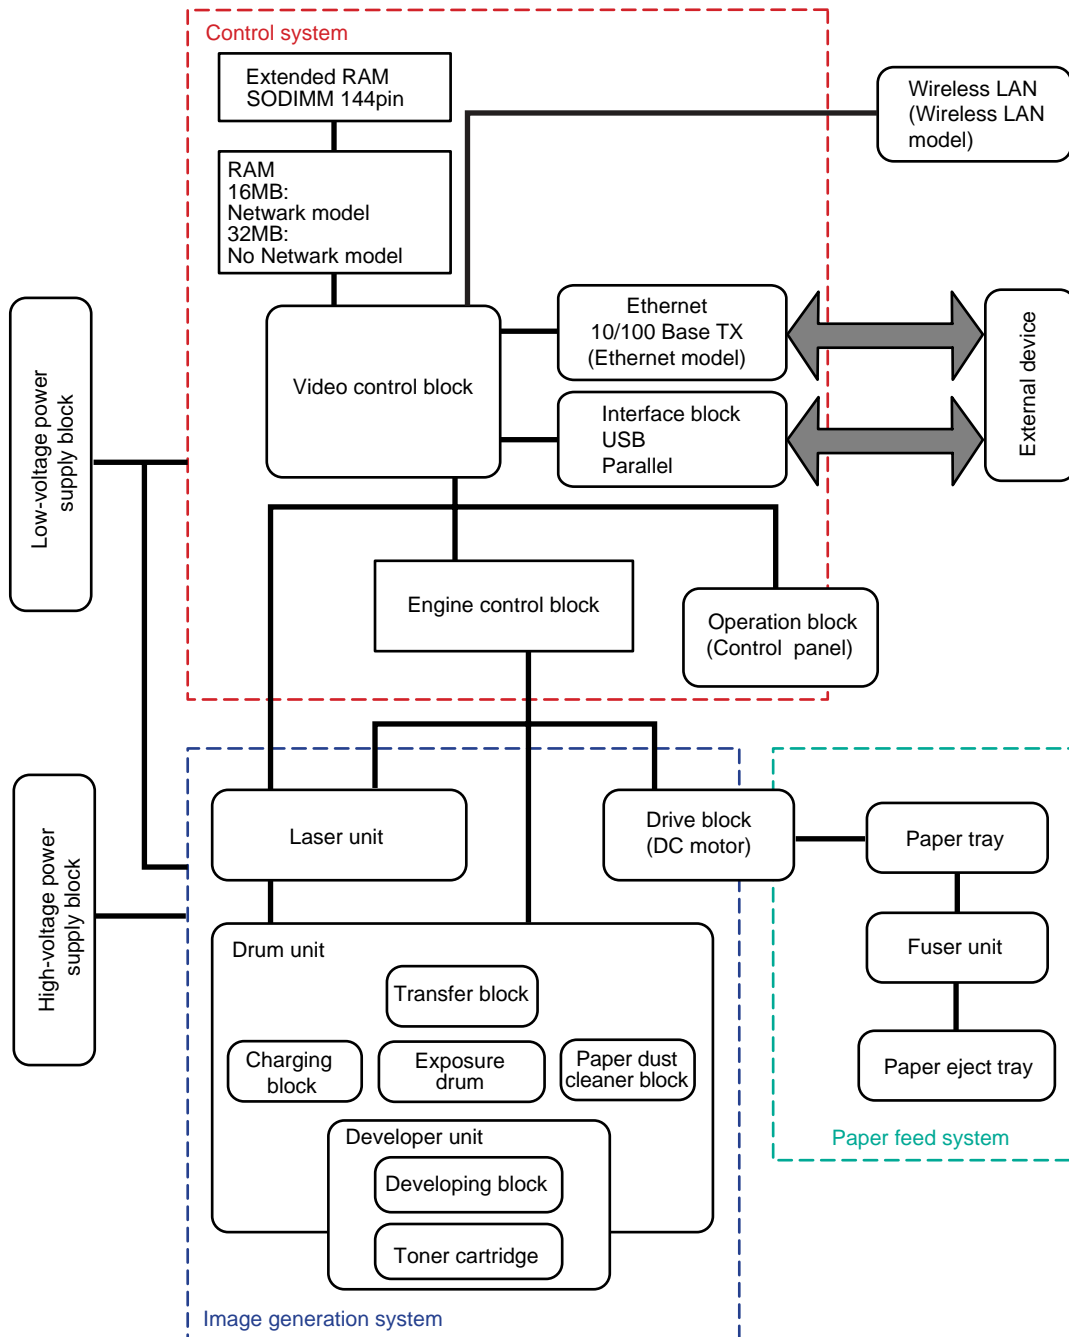 Control system
Extended RAM
SODIMM 144pin
Wireless LAN
(Wireless LAN
model)
RAM
16MB:
Netwark model
32MB:
No Network model
Ethernet
10/100 Base TX
(Ethernet model)
Video control block
Interface block
USB
Parallel
External device
Low-voltage power
supply block
Engine control block
Operation block
(Control panel)
High-voltage power
supply block
Laser unit
Drive block
(DC motor)
Paper tray
Drum unit
Fuser unit
Transfer block
Charging
block
Exposure
drum
Paper dust
cleaner block
Paper eject tray
Developer unit
Paper feed system
Developing block
Toner cartridge
Image generation system